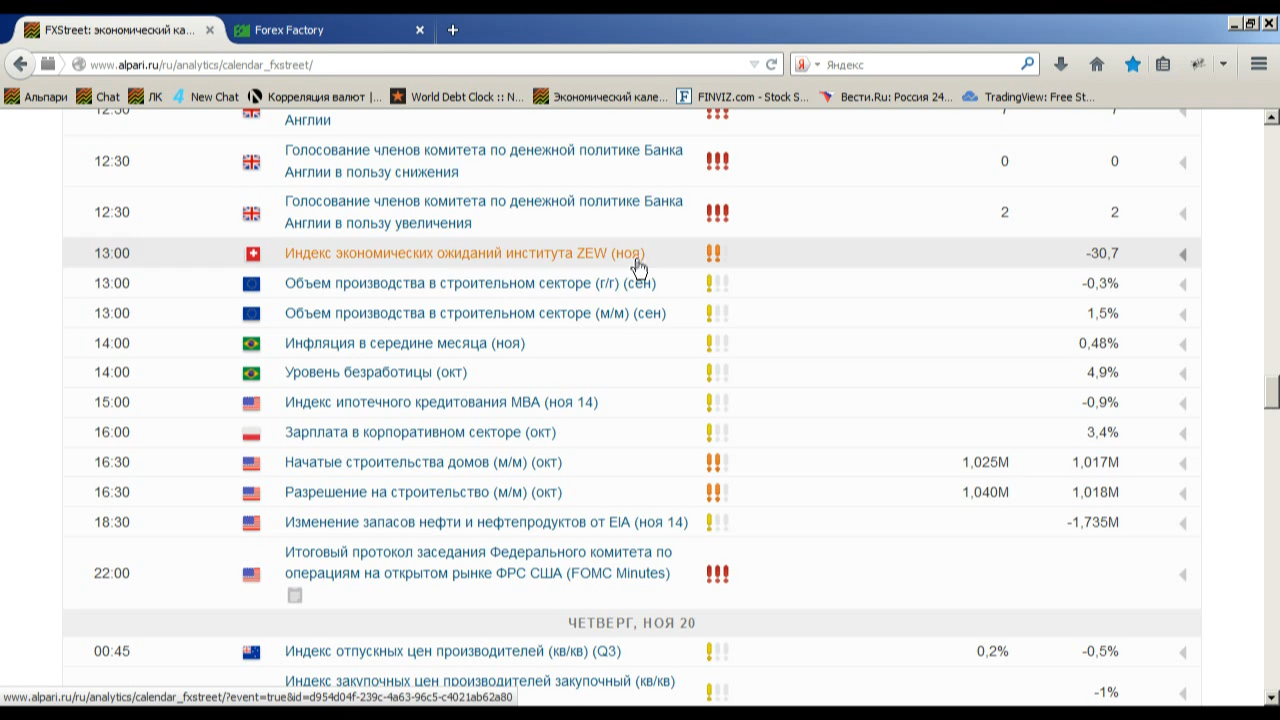 FXStreet: экономический ка...
Forex Factory
www.alpari.ru/ru/analytics/calendar_fxstreet/
Яндекс
Альпари Chat ЛК New Chat Корреляция валют |... World Debt Clock :: N... Экономический кале... FINVIZ.com - Stock S... Вести.Ru: Россия 24... TradingView: Free St...
12:30 Англии 7 7
12:30 Голосование членов комитета по денежной политике Банка
Англии в пользу снижения 0 0
12:30 Голосование членов комитета по денежной политике Банка
Англии в пользу увеличения 2 2
13:00 Индекс экономических ожиданий института ZEW (ноя) -30,7
13:00 Объем производства в строительном секторе (г/г) (сен) -0,3%
13:00 Объем производства в строительном секторе (м/м) (сен) 1,5%
14:00 Инфляция в середине месяца (ноя) 0,48%
14:00 Уровень безработицы (окт) 4,9%
15:00 Индекс ипотечного кредитования MBA (ноя 14) -0,9%
16:00 Зарплата в корпоративном секторе (окт) 3,4%
16:30 Начатые строительства домов (м/м) (окт) 1,025M 1,017M
16:30 Разрешение на строительство (м/м) (окт) 1,040M 1,018M
18:30 Изменение запасов нефти и нефтепродуктов от EIA (ноя 14) -1,735M
22:00 Итоговый протокол заседания Федерального комитета по
операциям на открытом рынке ФРС США (FOMC Minutes)
ЧЕТВЕРГ, НОЯ 20
00:45 Индекс отпускных цен производителей (кв/кв) (Q3) 0,2% -0,5%
Индекс закупочных цен производителей закупочный (кв/кв) -1%
www.alpari.ru/ru/analytics/calendar_fxstreet/?event=true&id=d954d04f-239c-4a63-96c5-c4021ab62a80